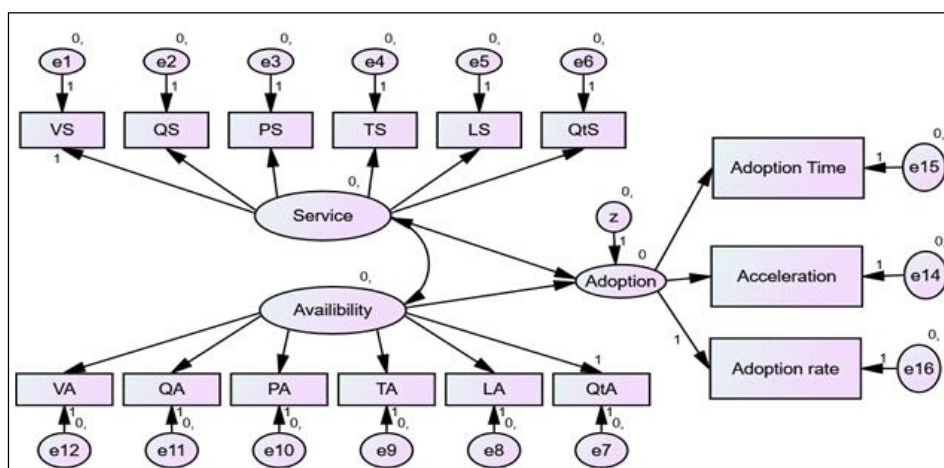 0, 0, 0, 0, 0, 0,
e1 e2 e3 e4 e5 e6
1 1 1 1 1 1
VS QS PS TS LS QtS
1
0,
Service
0,
Availibility
0,
z
1
0
Adoption
0,
Adoption Time 1 e15
0,
Acceleration 1 e14
0,
1
Adoption rate 1 e16
1
VA QA PA TA LA QtA
1 1 1 1 1 1
0, 0, 0, 0, 0, 0,
e12 e11 e10 e9 e8 e7